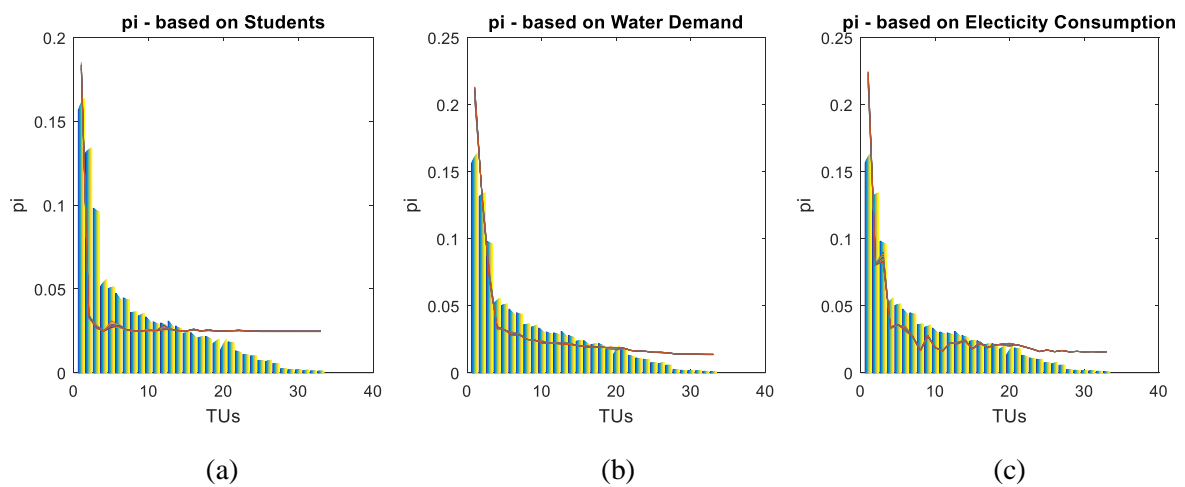 pi - based on Students
0.2
0.15
0.1
0.05
0
pi
0 10 20 30 40
TUs
(a)
pi - based on Water Demand
0.25
0.2
0.15
0.1
0.05
0
pi
0 10 20 30 40
TUs
(b)
pi - based on Electicity Consumption
0.25
0.2
0.15
0.1
0.05
0
pi
0 10 20 30 40
TUs
(c)